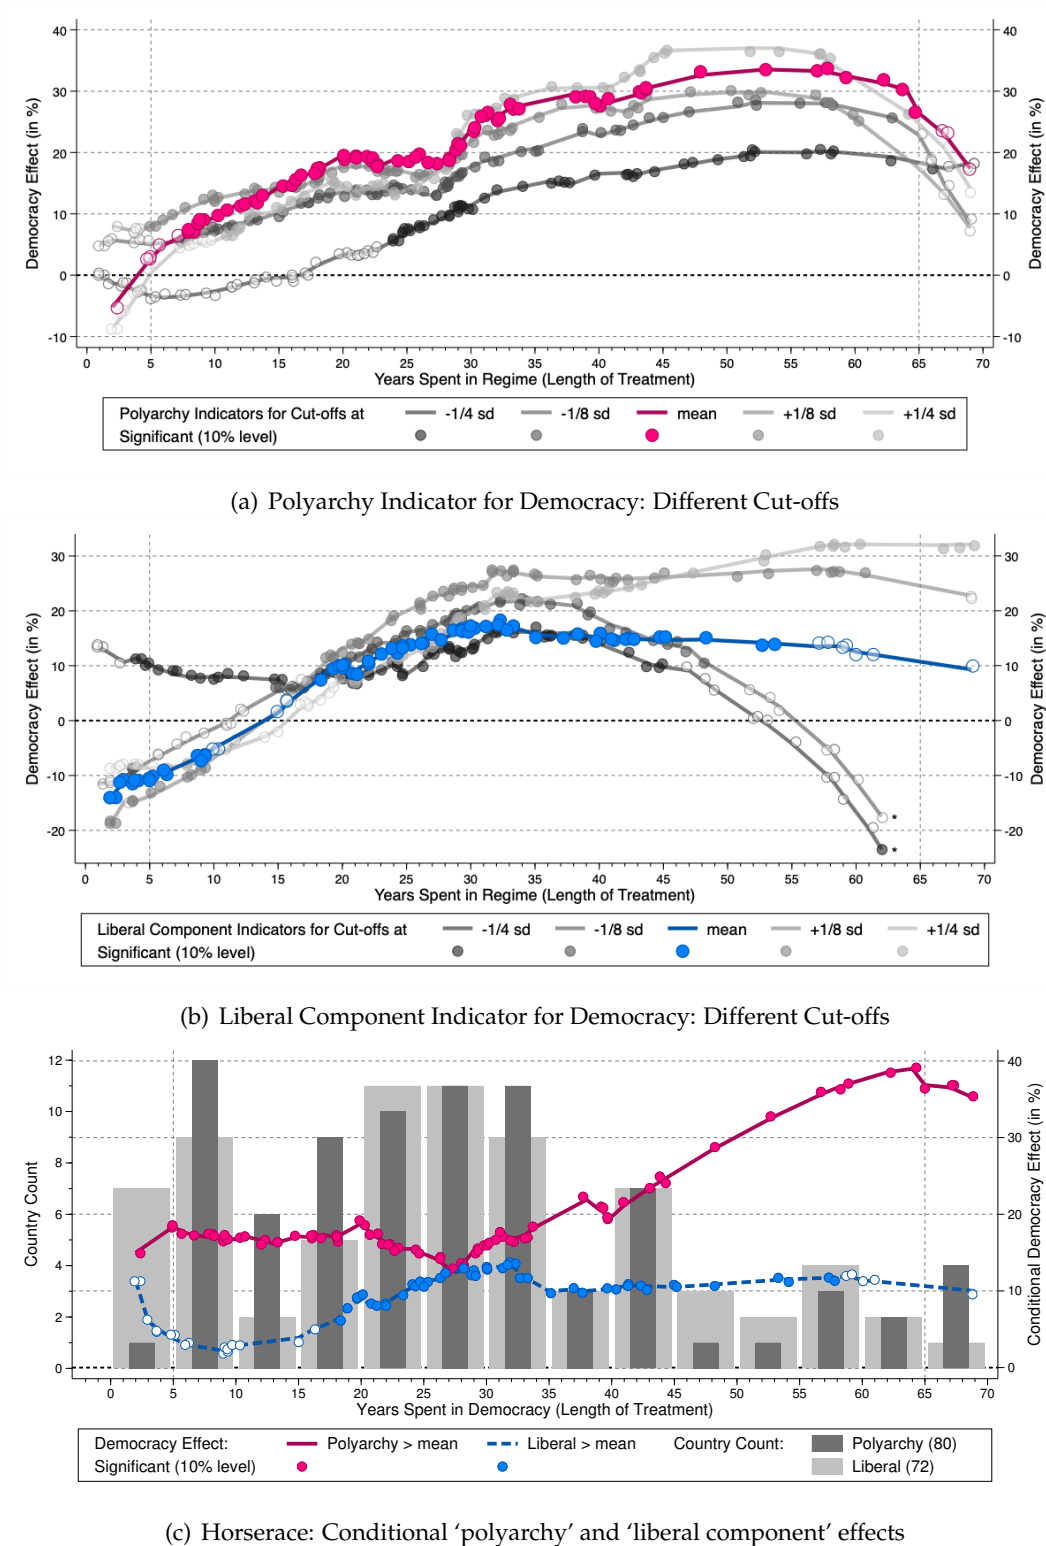 40
30
20
10
0
-10
Democracy Effect (in %)
40
30
20
10
0
-10
Democracy Effect (in %)
0 5 10 15 20 25 30 35 40 45 50 55 60 65 70
Years Spent in Regime (Length of Treatment)
Polyarchy Indicators for Cut-offs at -1/4 sd -1/8 sd mean +1/8 sd +1/4 sd
Significant (10% level)
(a) Polyarchy Indicator for Democracy: Different Cut-offs
30
20
10
0
-10
-20
Democracy Effect (in %)
30
20
10
0
-10
-20
Democracy Effect (in %)
*
*
0 5 10 15 20 25 30 35 40 45 50 55 60 65 70
Years Spent in Regime (Length of Treatment)
Liberal Component Indicators for Cut-offs at -1/4 sd -1/8 sd mean +1/8 sd +1/4 sd
Significant (10% level)
(b) Liberal Component Indicator for Democracy: Different Cut-offs
12
10
8
6
4
2
0
Country Count
40
30
20
10
0
Conditional Democracy Effect (in %)
0 5 10 15 20 25 30 35 40 45 50 55 60 65 70
Years Spent in Democracy (Length of Treatment)
Democracy Effect: Polyarchy > mean Liberal > mean Country Count: Polyarchy (80)
Significant (10% level) Liberal (72)
(c) Horserace: Conditional ‘polyarchy’ and ‘liberal component’ effects